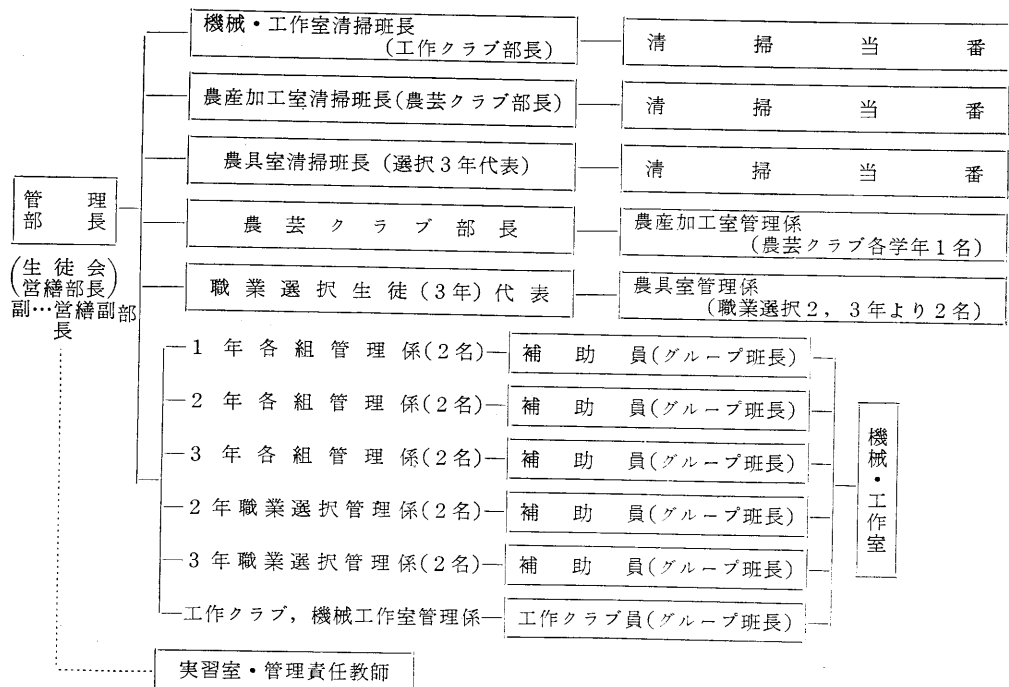 機械・工作室清掃班長
(工作クラブ部長)
清掃当番
農産加工室清掃班長(農芸クラブ部長)
清掃当番
農具室清掃班長(選択3年代表)
清掃当番
管理
部長
(生徒会
営繕部長)
副…営繕副部
長
農芸クラブ部長
農産加工室管理係
(農芸クラブ各学年1名)
職業選択生徒(3年)代表
農具室管理係
(職業選択2,3年より2名)
1年各組管理係(2名)
補助員(グループ班長)
2年各組管理係(2名)
補助員(グループ班長)
3年各組管理係(2名)
補助員(グループ班長)
2年職業選択管理係(2名)
補助員(グループ班長)
3年職業選択管理係(2名)
補助員(グループ班長)
工作クラブ,機械工作室管理係
工作クラブ員(グループ班長)
機械・工作室
実習室・管理責任教師